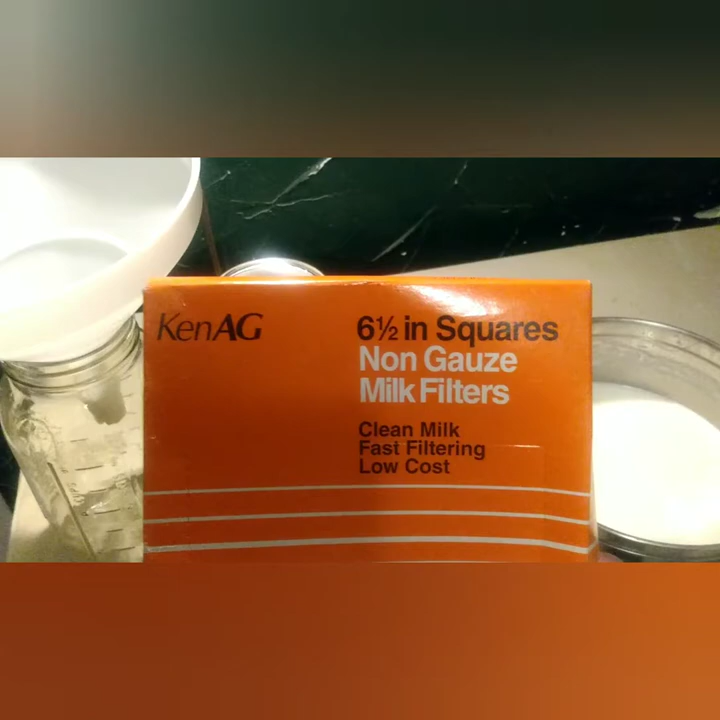 KenAG
6½ in Squares
Non Gauze
Milk Filters
Clean Milk
Fast Filtering
Low Cost